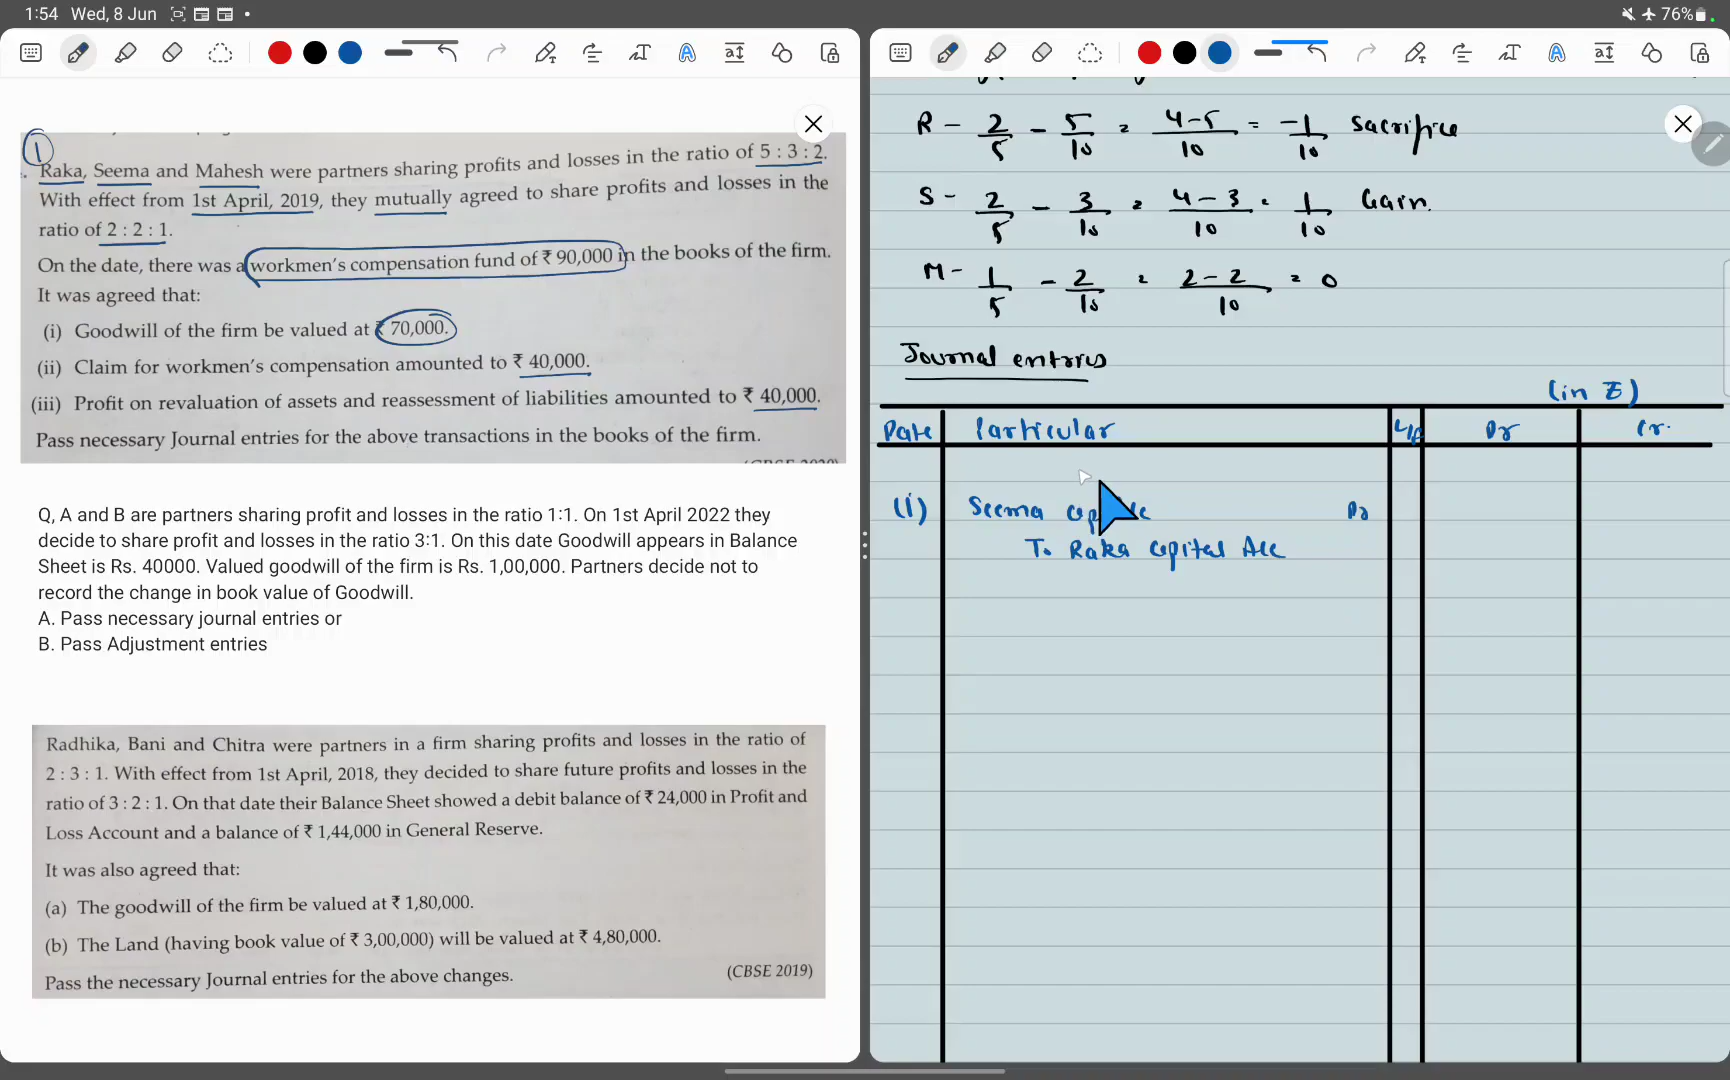 1:54 Wed, 8 Jun
76%
1
Raka, Seema and Mahesh were partners sharing profits and losses in the ratio of 5 : 3 : 2.
With effect from 1st April, 2019, they mutually agreed to share profits and losses in the
ratio of 2 : 2 : 1.
On the date, there was a workmen's compensation fund of ₹ 90,000 in the books of the firm.
It was agreed that:
(i) Goodwill of the firm be valued at ₹ 70,000.
(ii) Claim for workmen's compensation amounted to ₹ 40,000.
(iii) Profit on revaluation of assets and reassessment of liabilities amounted to ₹ 40,000.
Pass necessary Journal entries for the above transactions in the books of the firm.
Q, A and B are partners sharing profit and losses in the ratio 1:1. On 1st April 2022 they
decide to share profit and losses in the ratio 3:1. On this date Goodwill appears in Balance
Sheet is Rs. 40000. Valued goodwill of the firm is Rs. 1,00,000. Partners decide not to
record the change in book value of Goodwill.
A. Pass necessary journal entries or
B. Pass Adjustment entries
Radhika, Bani and Chitra were partners in a firm sharing profits and losses in the ratio of
2 : 3 : 1. With effect from 1st April, 2018, they decided to share future profits and losses in the
ratio of 3 : 2 : 1. On that date their Balance Sheet showed a debit balance of ₹ 24,000 in Profit and
Loss Account and a balance of ₹ 1,44,000 in General Reserve.
It was also agreed that:
(a) The goodwill of the firm be valued at ₹ 1,80,000.
(b) The Land (having book value of ₹ 3,00,000) will be valued at ₹ 4,80,000.
Pass the necessary Journal entries for the above changes. (CBSE 2019)
R - 2/5 - 5/10 = 4-5/10 = -1/10 Sacrifice
S - 2/5 - 3/10 = 4-3/10 = 1/10 Gain.
M - 1/5 - 2/10 = 2-2/10 = 0
Journal entries
(in ₹)
Date Particular L/F Dr Cr.
(i) Seema Dr
To Raka capital Acc